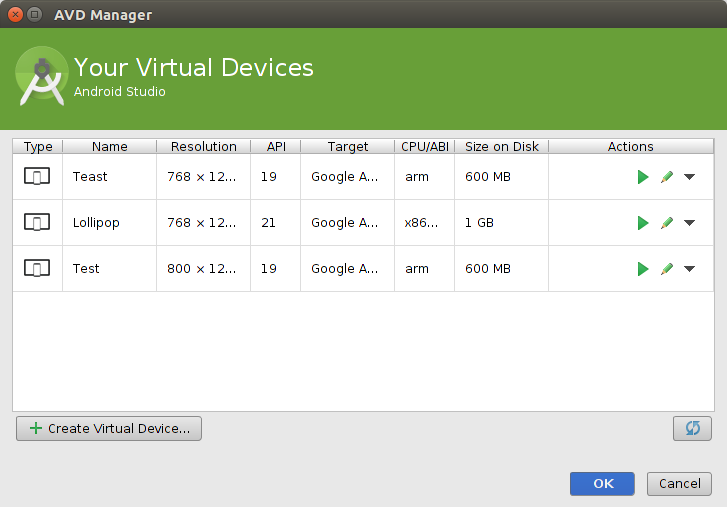 AVD Manager
Your Virtual Devices
Android Studio
Type Name Resolution API Target CPU/ABI Size on Disk Actions
Teast 768 × 12... 19 Google A... arm 600 MB
Lollipop 768 × 12... 21 Google A... x86... 1 GB
Test 800 × 12... 19 Google A... arm 600 MB
Create Virtual Device...
OK Cancel